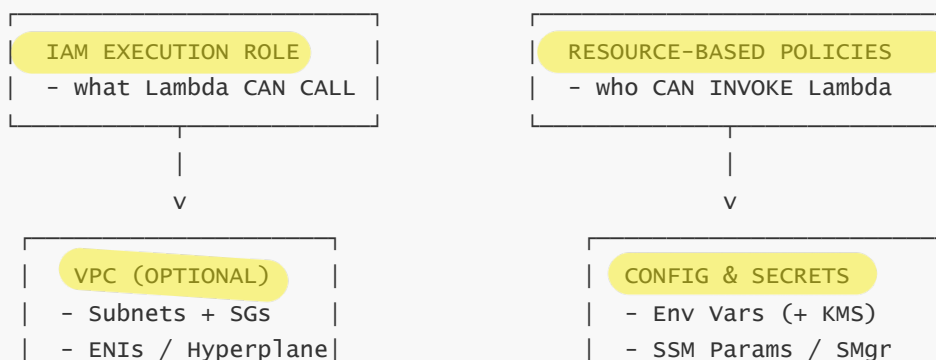 IAM EXECUTION ROLE
- what Lambda CAN CALL
RESOURCE-BASED POLICIES
- who CAN INVOKE Lambda
v
v
VPC (OPTIONAL)
- Subnets + SGs
- ENIs / Hyperplane
CONFIG & SECRETS
- Env Vars (+ KMS)
- SSM Params / SMgr